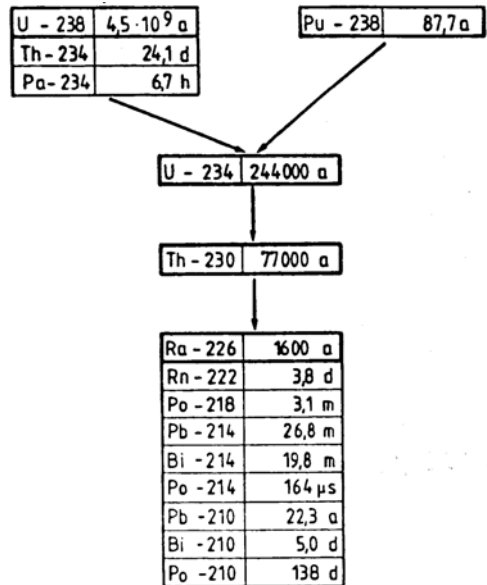 U - 238 4,5·10⁹ a
Th-234 24,1 d
Pa-234 6,7 h
Pu - 238 87,7 a
U - 234 244000 a
Th - 230 77000 a
Ra - 226 1600 a
Rn - 222 3,8 d
Po - 218 3,1 m
Pb - 214 26,8 m
Bi - 214 19,8 m
Po - 214 164 µs
Pb - 210 22,3 a
Bi - 210 5,0 d
Po - 210 138 d